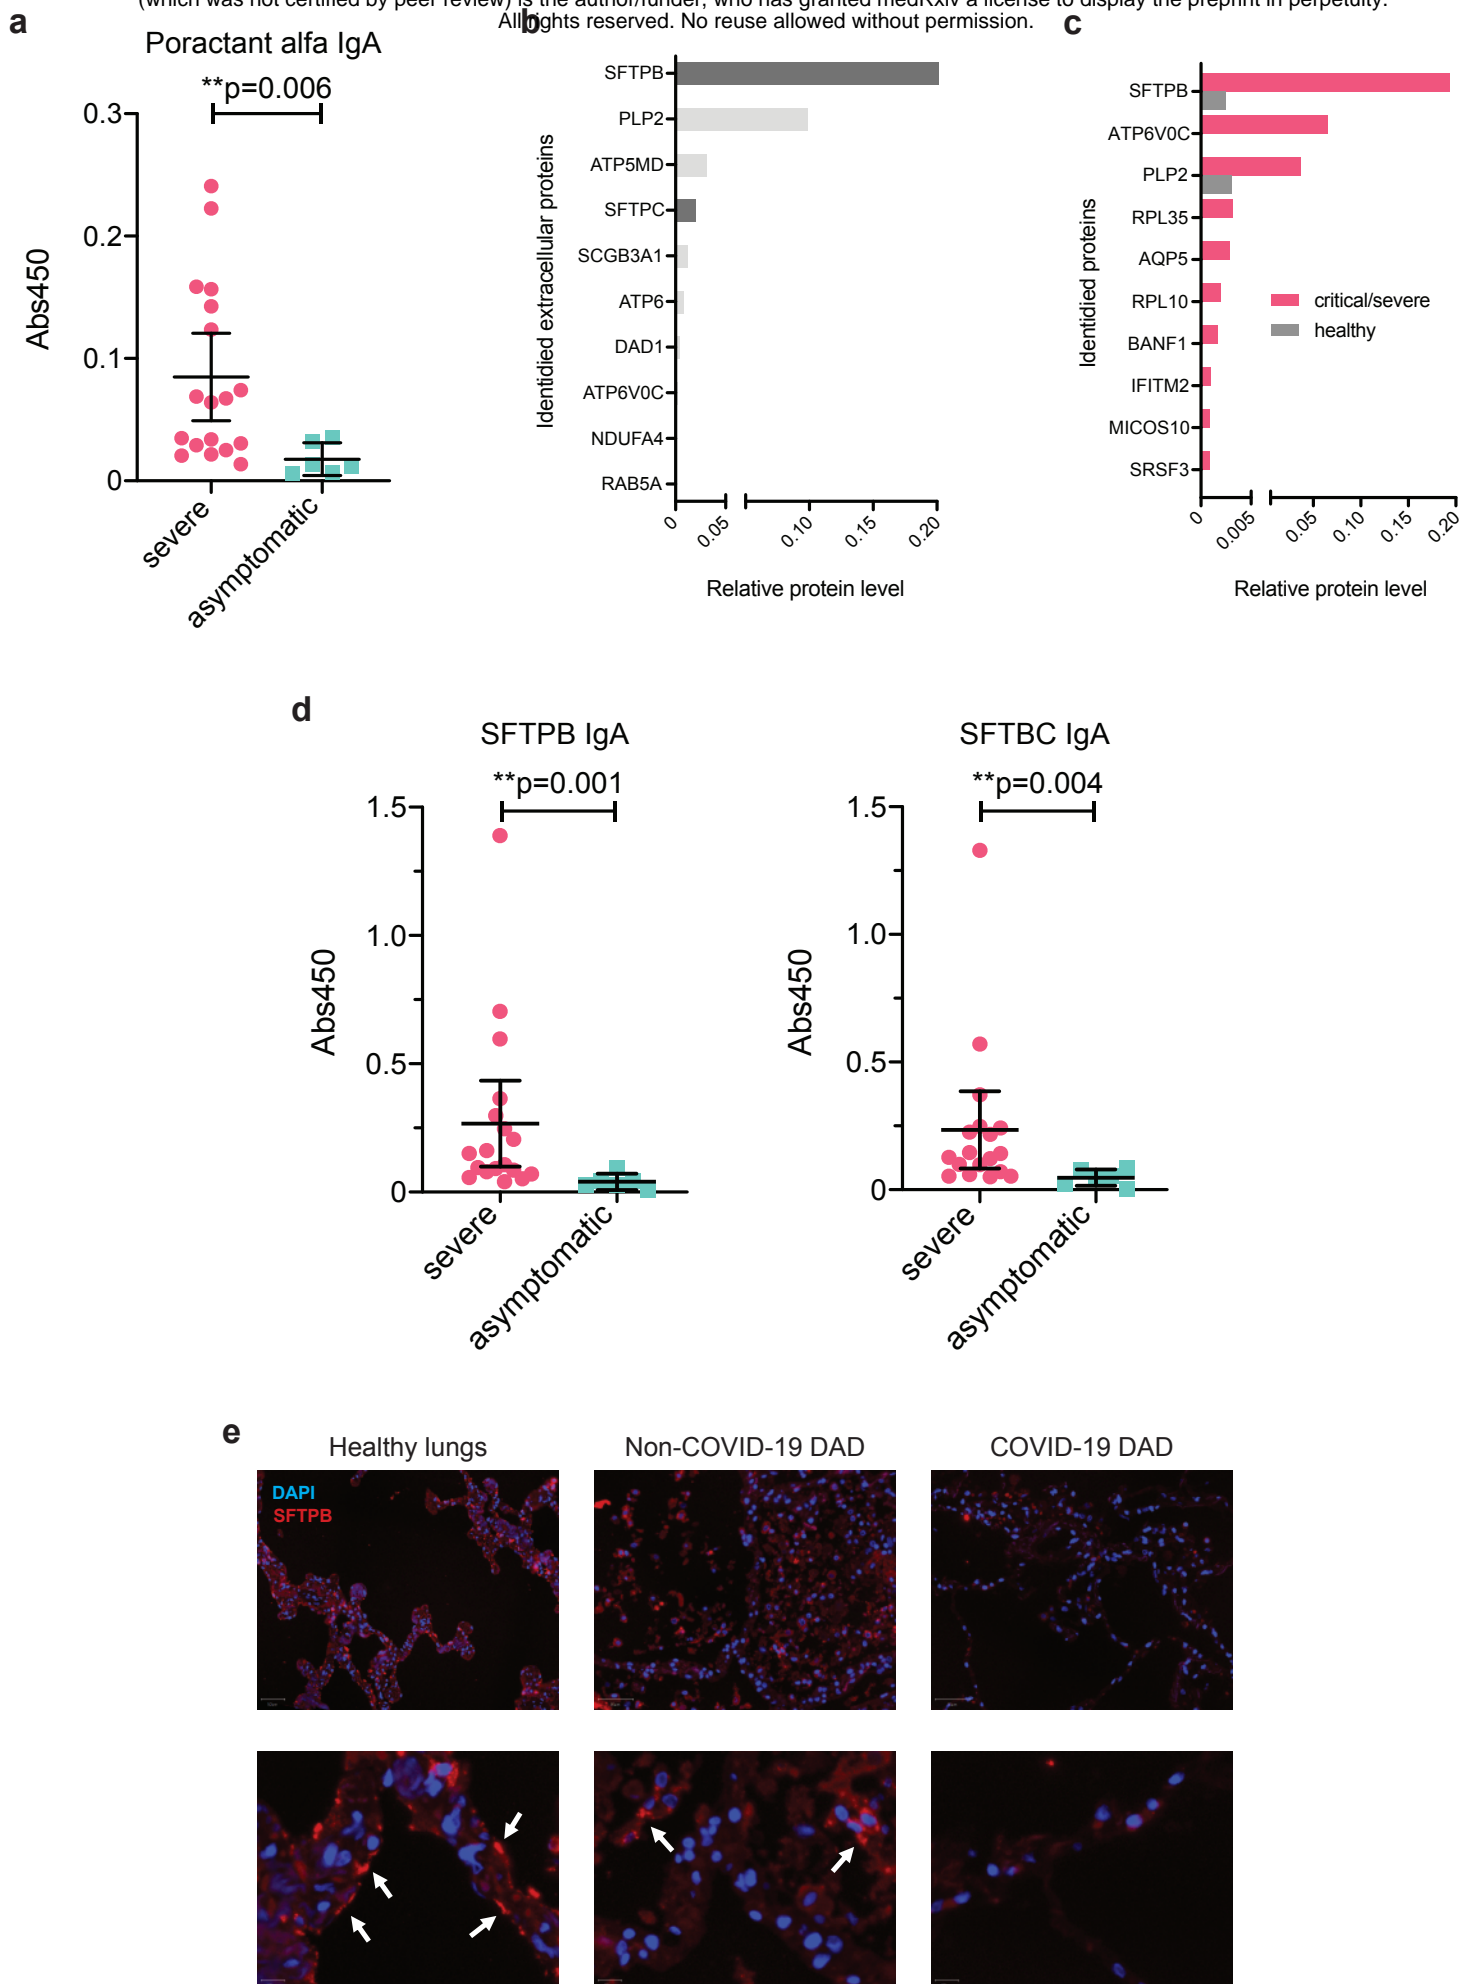 (which was not certified by peer review) is the author/funder, who has granted medRxiv a license to display the preprint in perpetuity.
All rights reserved. No reuse allowed without permission.
a
Poractant alfa IgA
**p=0.006
0.3
0.2
0.1
0
Abs450
severe
asymptomatic
b
Identidied extracellular proteins
SFTPB
PLP2
ATP5MD
SFTPC
SCGB3A1
ATP6
DAD1
ATP6V0C
NDUFA4
RAB5A
0
0.05
0.10
0.15
0.20
Relative protein level
c
Identidied proteins
SFTPB
ATP6V0C
PLP2
RPL35
AQP5
RPL10
BANF1
IFITM2
MICOS10
SRSF3
critical/severe
healthy
0
0.005
0.05
0.10
0.15
0.20
Relative protein level
d
SFTPB IgA
**p=0.001
1.5
1.0
0.5
0
Abs450
severe
asymptomatic
SFTBC IgA
**p=0.004
1.5
1.0
0.5
0
Abs450
severe
asymptomatic
e
Healthy lungs
Non-COVID-19 DAD
COVID-19 DAD
DAPI
SFTPB